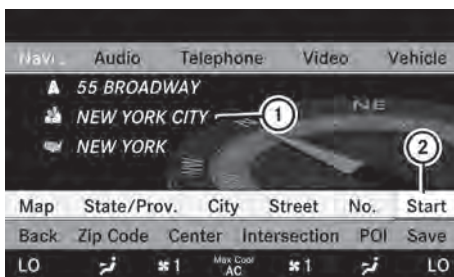 Navi Audio Telephone Video Vehicle
55 BROADWAY
NEW YORK CITY 1
NE
NEW YORK
2
Map State/Prov. City Street No. Start
Back Zip Code Center Intersection POI Save
LO 1 Max Cool AC 1 LO